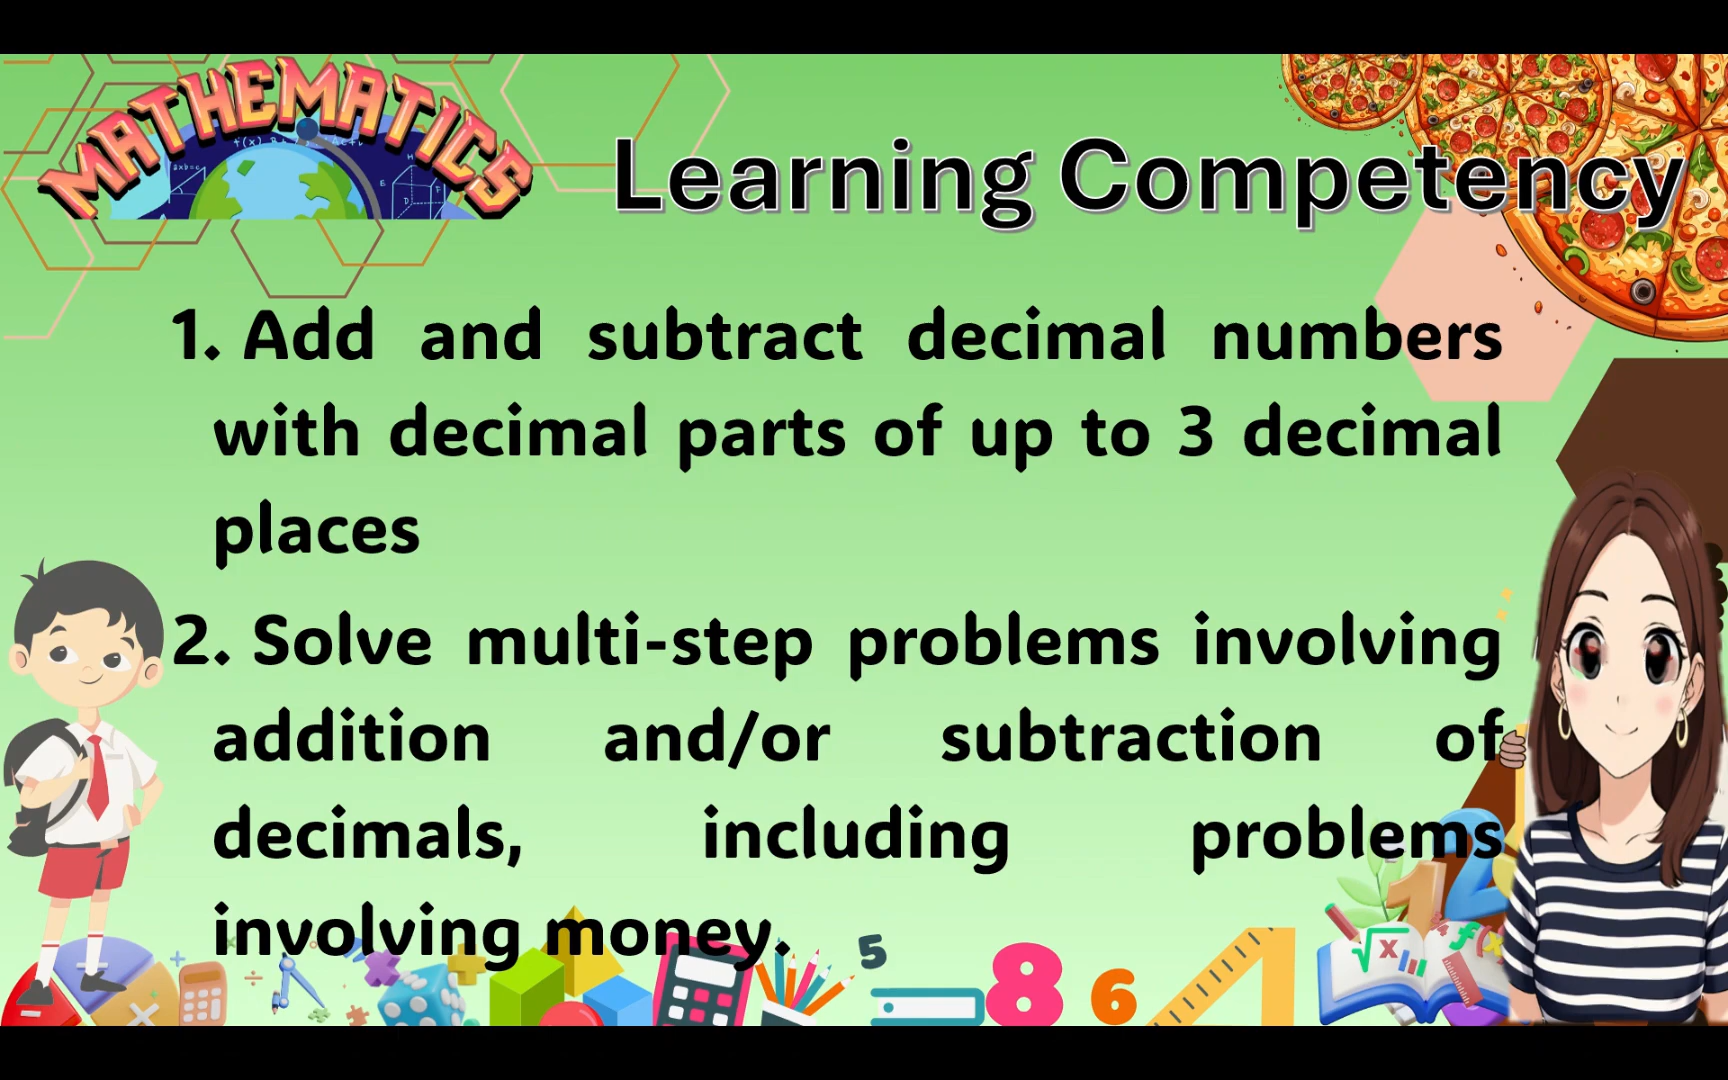 MATHEMATICS
Learning Competency
1. Add and subtract decimal numbers
with decimal parts of up to 3 decimal
places
2. Solve multi-step problems involving
addition and/or subtraction of
decimals, including problems
involving money.
5
8
6